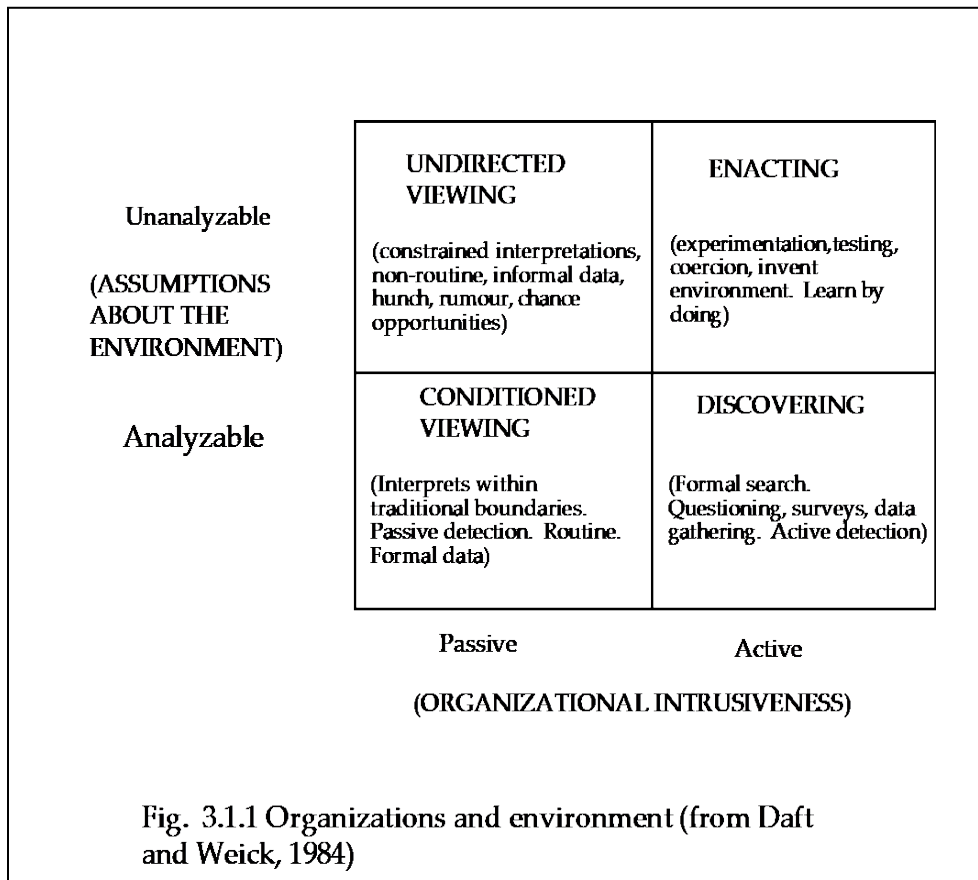 UNDIRECTED
VIEWING
(constrained interpretations,
non-routine, informal data,
hunch, rumour, chance
opportunities)
ENACTING
(experimentation,testing,
coercion, invent
environment. Learn by
doing)
Unanalyzable
(ASSUMPTIONS
ABOUT THE
ENVIRONMENT)
Analyzable
CONDITIONED
VIEWING
(Interprets within
traditional boundaries.
Passive detection. Routine.
Formal data)
DISCOVERING
(Formal search.
Questioning, surveys, data
gathering. Active detection)
Passive
Active
(ORGANIZATIONAL INTRUSIVENESS)
Fig. 3.1.1 Organizations and environment (from Daft
and Weick, 1984)